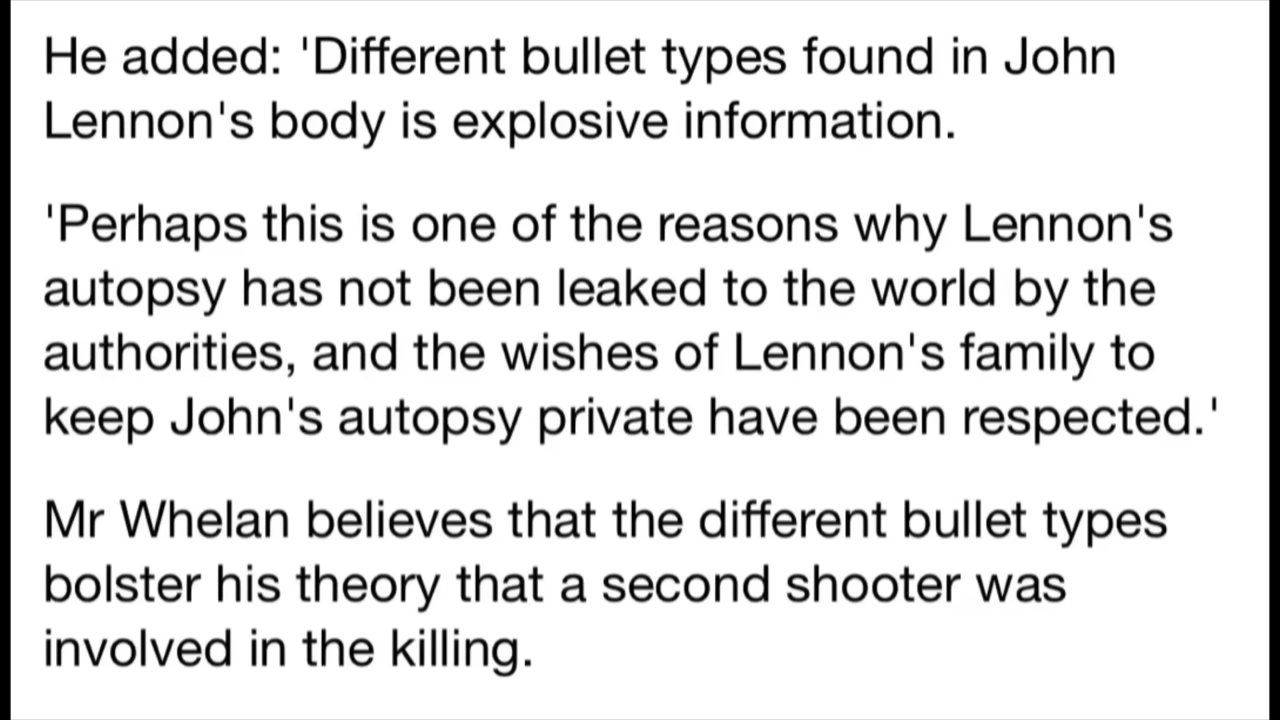 He added: 'Different bullet types found in John
Lennon's body is explosive information.
'Perhaps this is one of the reasons why Lennon's
autopsy has not been leaked to the world by the
authorities, and the wishes of Lennon's family to
keep John's autopsy private have been respected.'
Mr Whelan believes that the different bullet types
bolster his theory that a second shooter was
involved in the killing.